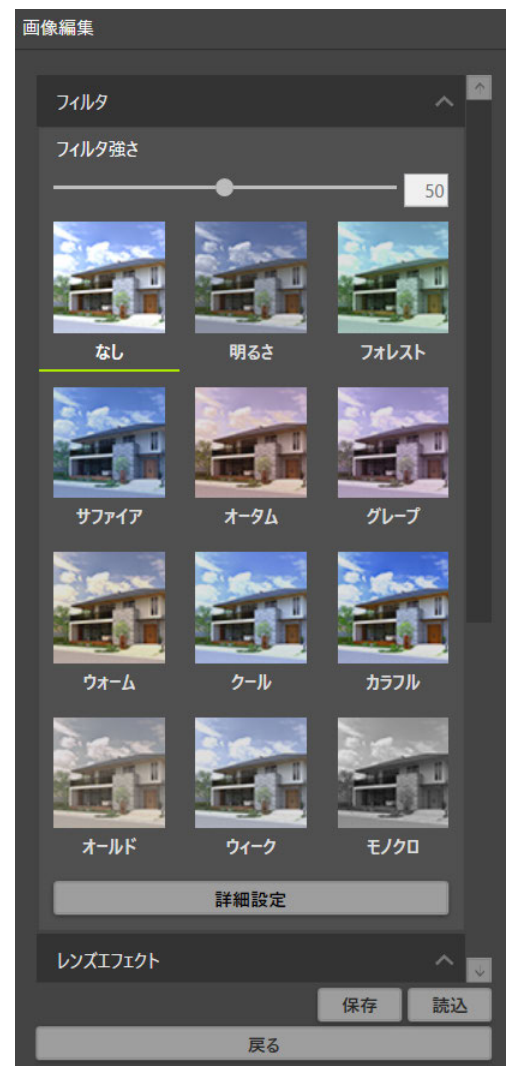 画像編集
フィルタ
フィルタ強さ
50
なし 明るさ フォレスト
サファイア オータム グレープ
ウォーム クール カラフル
オールド ウィーク モノクロ
詳細設定
レンズエフェクト
保存 読込
戻る